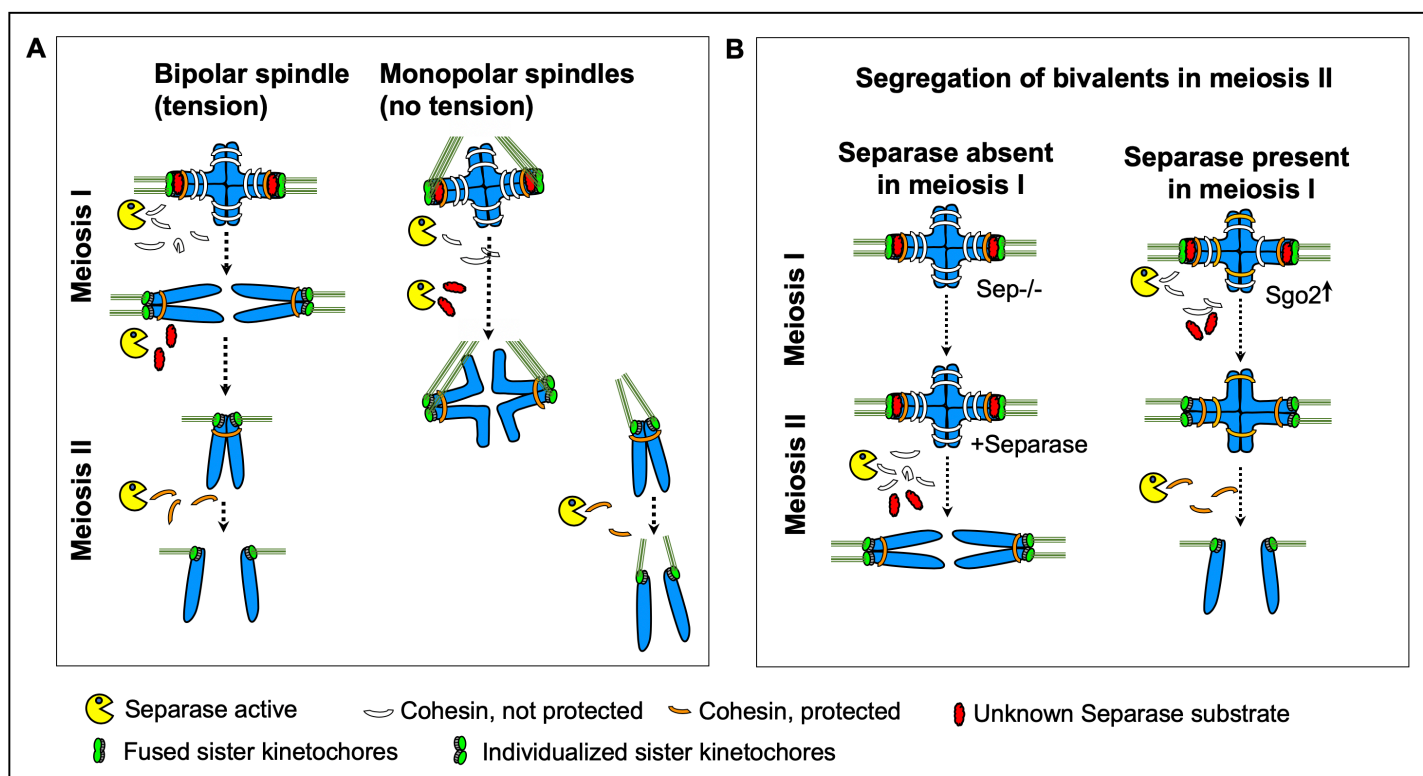 A
Bipolar spindle
(tension)
Monopolar spindles
(no tension)
Meiosis I
Meiosis II
B
Segregation of bivalents in meiosis II
Separase absent
in meiosis I
Separase present
in meiosis I
Meiosis I
Sep-/-
Sgo2↑
Meiosis II
+Separase
Separase active
Cohesin, not protected
Cohesin, protected
Unknown Separase substrate
Fused sister kinetochores
Individualized sister kinetochores